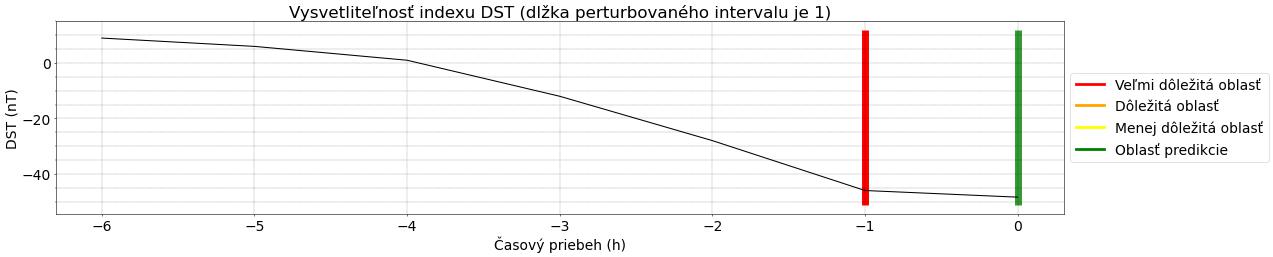 Vysvetliteľnosť indexu DST (dĺžka perturbovaného intervalu je 1)
DST (nT)
0
−20
−40
−6 −5 −4 −3 −2 −1 0
Časový priebeh (h)
Veľmi dôležitá oblasť
Dôležitá oblasť
Menej dôležitá oblasť
Oblasť predikcie